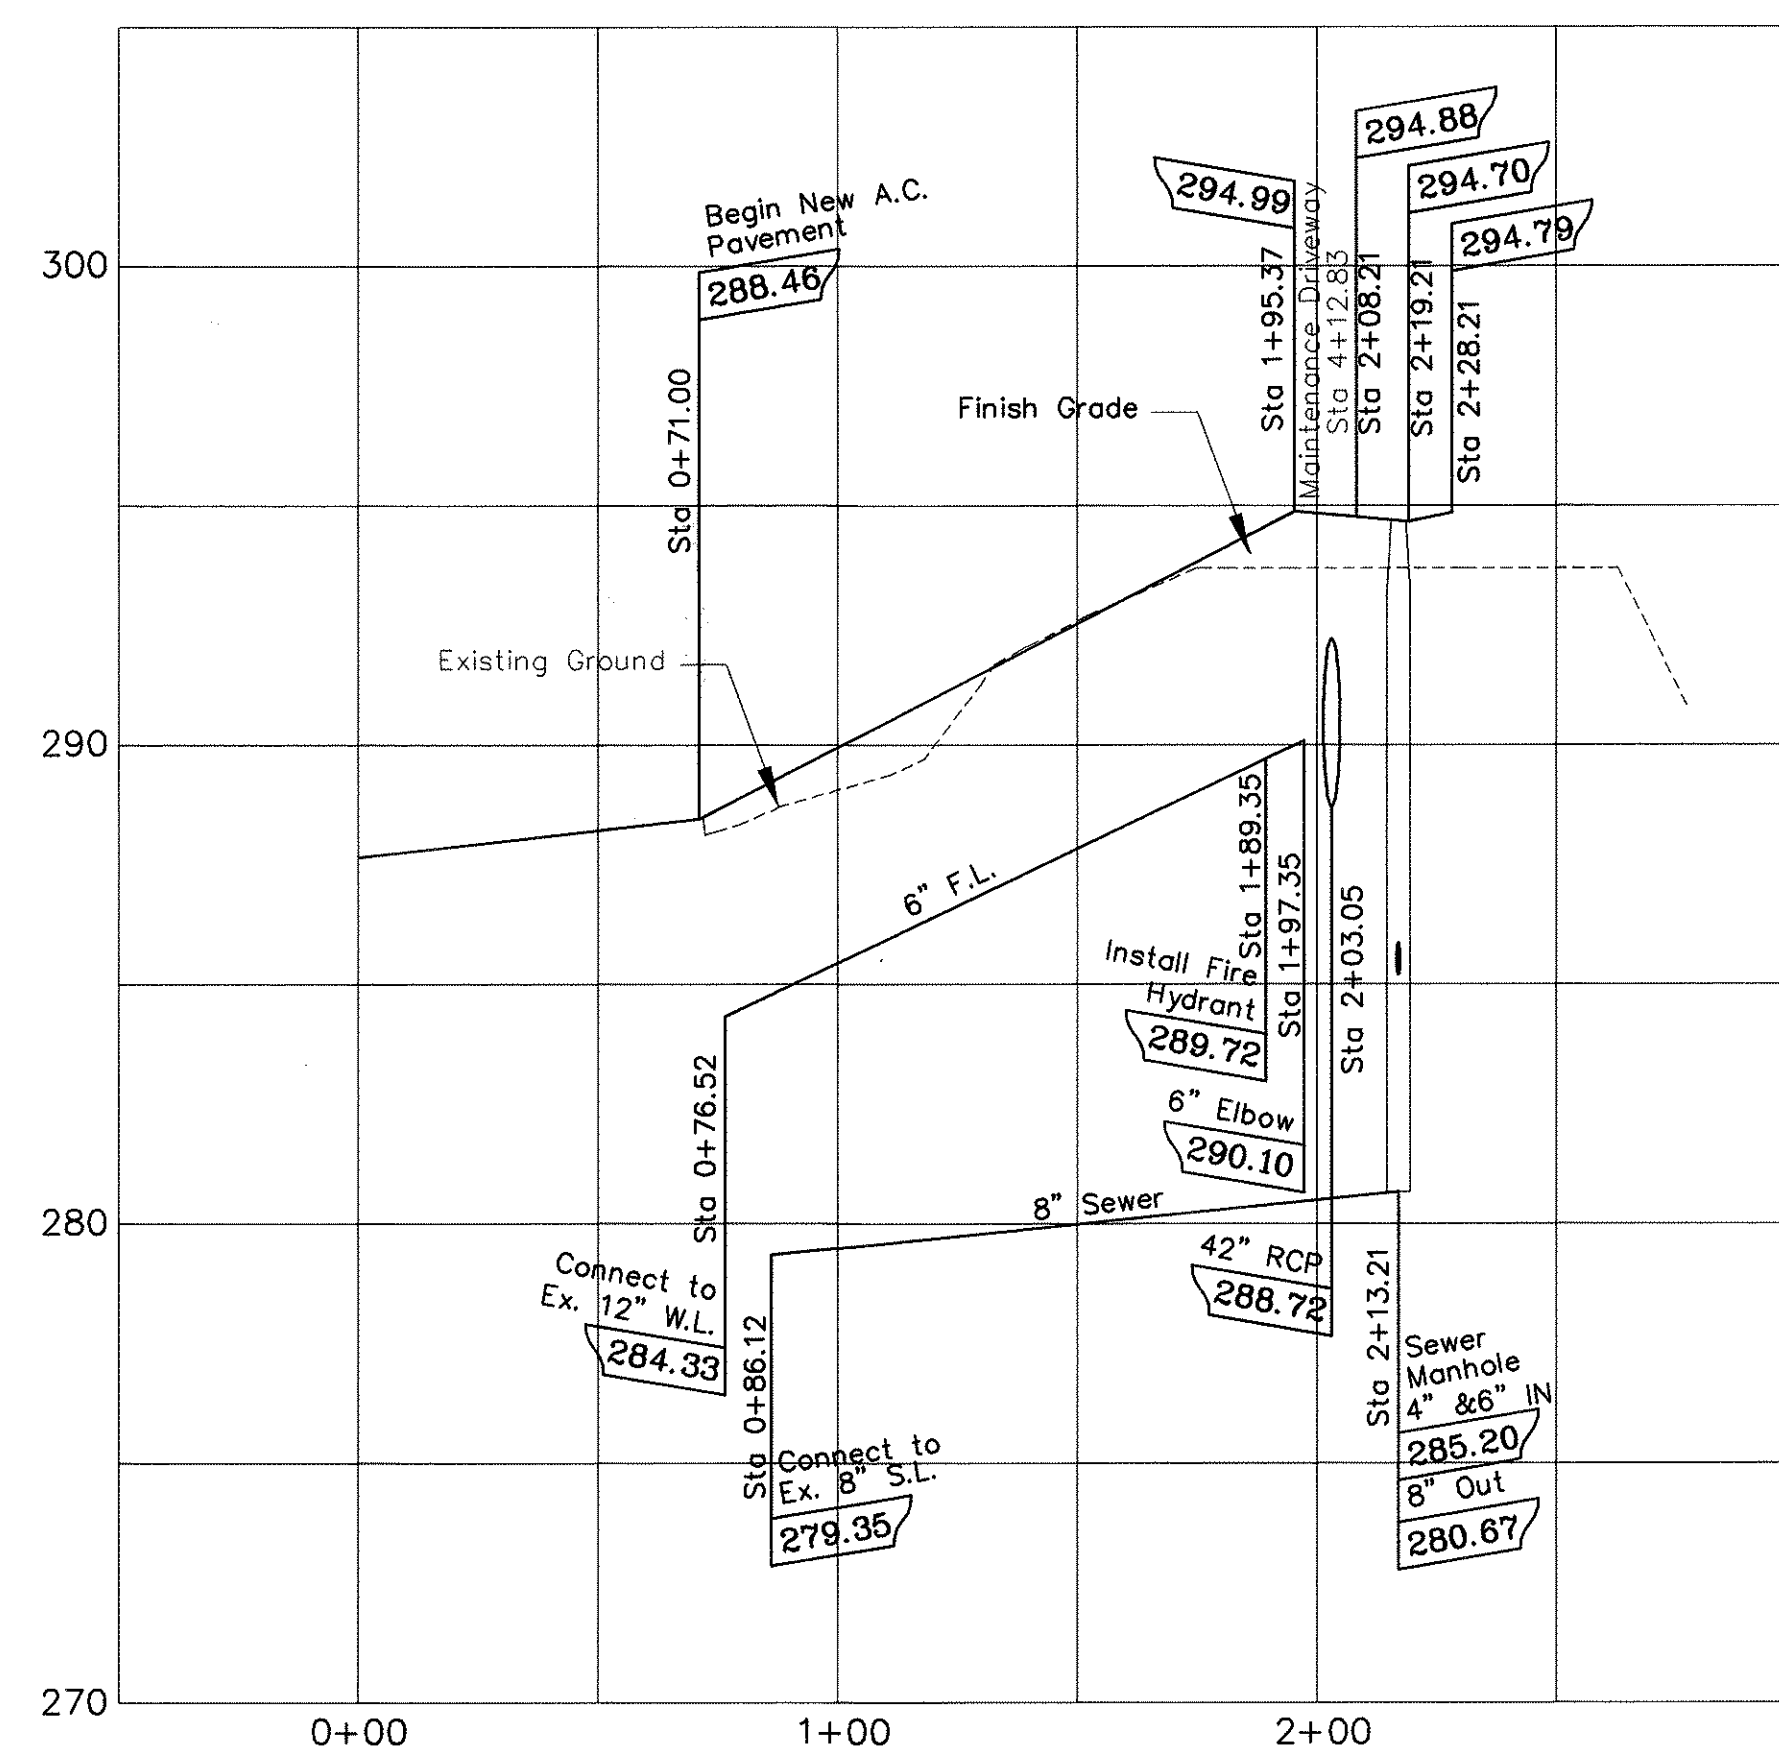 294.88
294.70
294.99
294.79
Begin New A.C.
Pavement
288.46
300
Sta 0+71.00
Sta 1+95.37
Maintenance Driveway
Sta 4+12.83
Sta 2+08.21
Sta 2+19.21
Sta 2+28.21
Finish Grade
Existing Ground
290
6" F.L.
Sta 1+89.35
Install Fire
Hydrant
289.72
Sta 1+97.35
6" Elbow
290.10
Sta 2+03.05
42" RCP
288.72
8" Sewer
280
Sta 0+76.52
Connect to
Ex. 12" W.L.
284.33
Sta 0+86.12
Connect to
Ex. 8" S.L.
279.35
Sta 2+13.21
Sewer
Manhole
4" &6" IN
285.20
8" Out
280.67
270
0+00
1+00
2+00